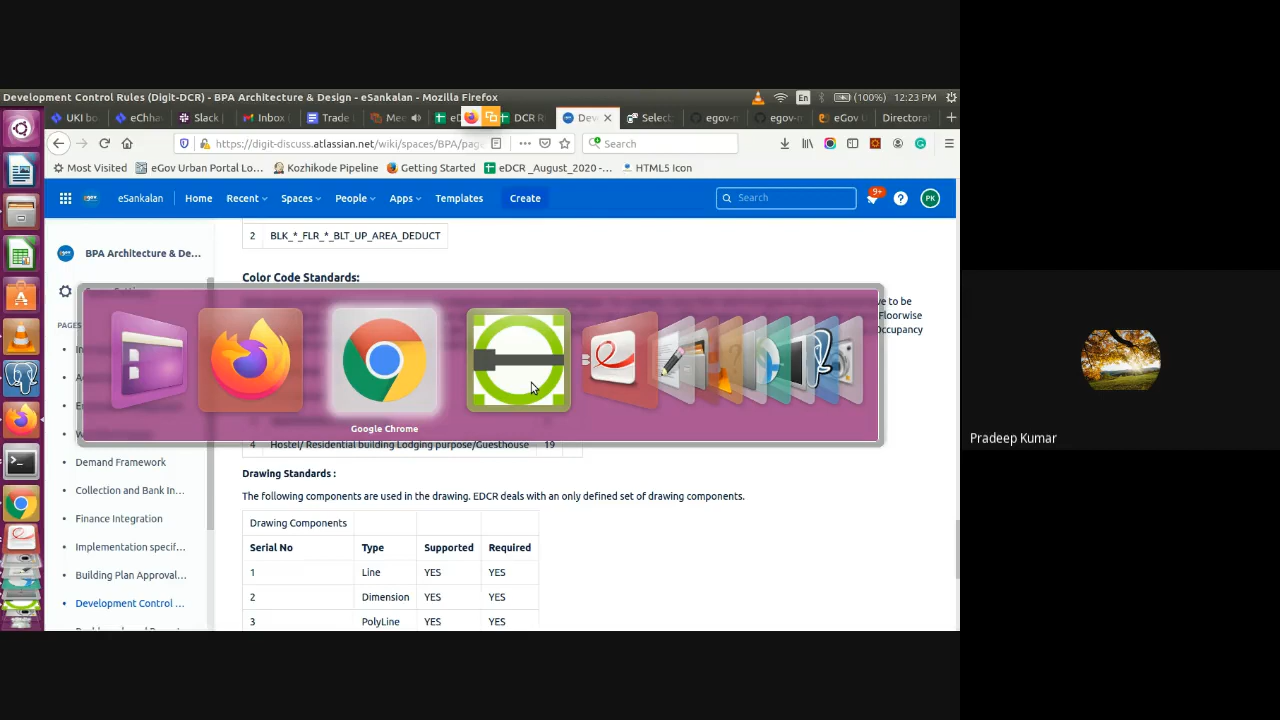 Development Control Rules (Digit-DCR) - BPA Architecture & Design - eSankalan - Mozilla Firefox
En
(100%)
12:23 PM
UKI bo
eChha
Slack |
Inbox
Trade
Mee
eD
DCR R
Dev
Select
egov-m
egov-m
eGov U
Directoral
https://digit-discuss.atlassian.net/wiki/spaces/BPA/page
Search
Most Visited
eGov Urban Portal Lo...
Kozhikode Pipeline
Getting Started
eDCR _August_2020 -...
HTML5 Icon
eSankalan
Home
Recent
Spaces
People
Apps
Templates
Create
Search
9+
PK
BPA Architecture & De...
2 BLK_*_FLR_*_BLT_UP_AREA_DEDUCT
Color Code Standards:
ve to be
Floorwise
Occupancy
PAGES
Google Chrome
4 Hostel/ Residential building Lodging purpose/Guesthouse 19
Demand Framework
Collection and Bank In...
Finance Integration
Implementation specif...
Building Plan Approval...
Development Control ...
Drawing Standards :
The following components are used in the drawing. EDCR deals with an only defined set of drawing components.
Drawing Components
Serial No Type Supported Required
1 Line YES YES
2 Dimension YES YES
3 PolyLine YES YES
Pradeep Kumar